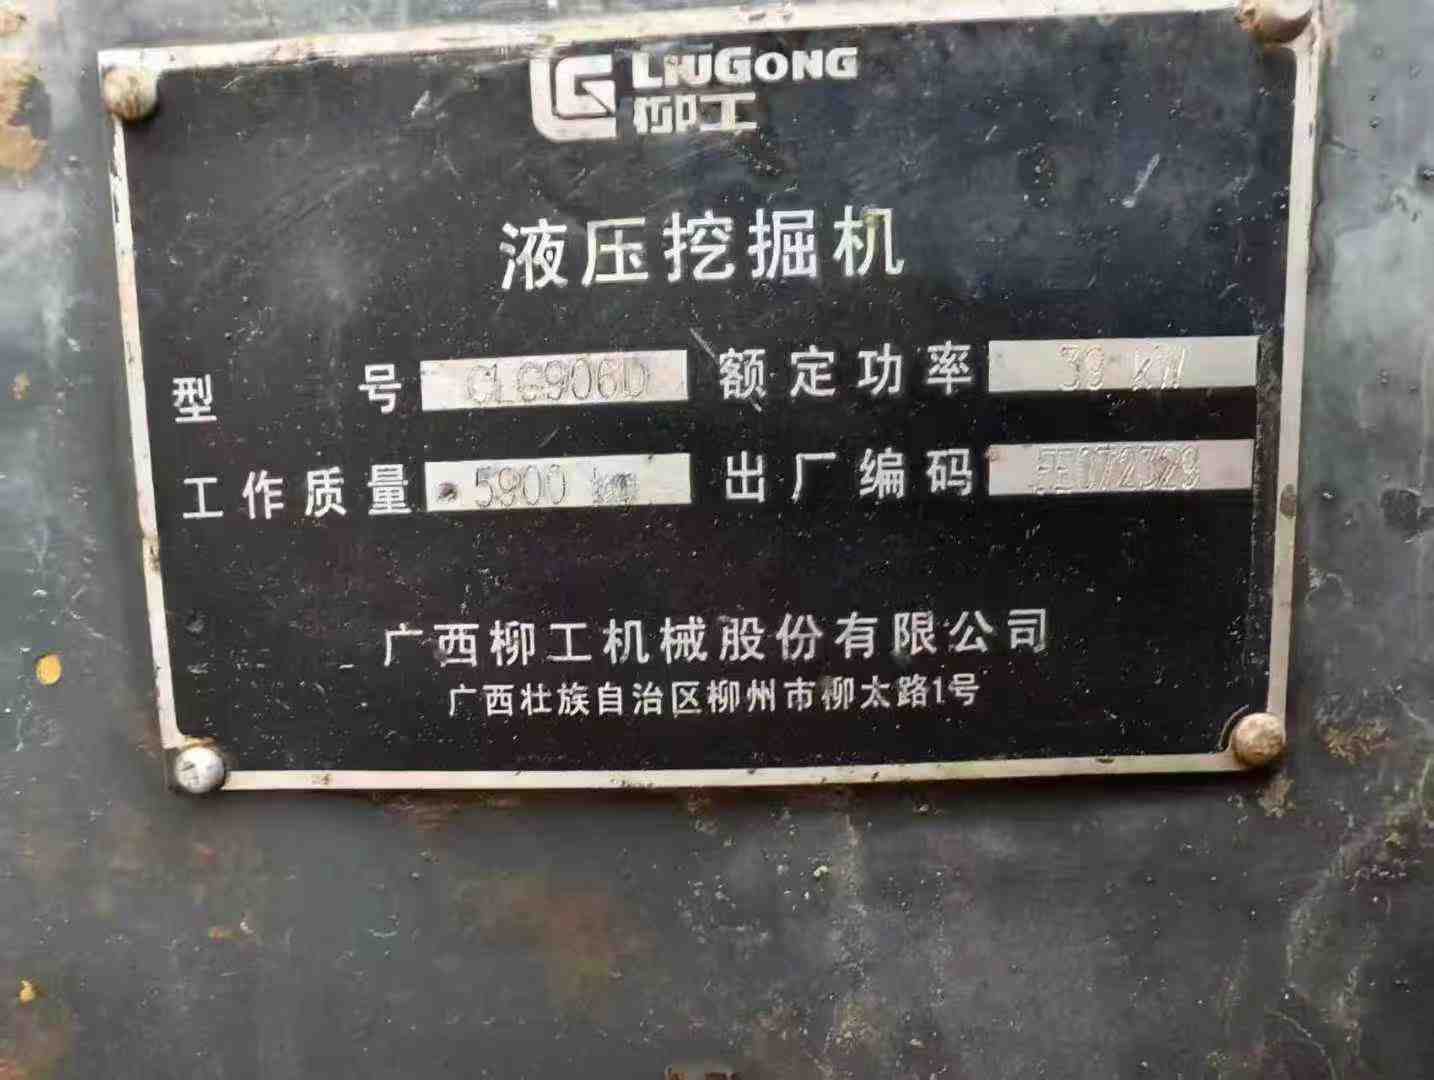 LIUGONG
柳工
液压挖掘机
型 号 CLG906D 额定功率 39 kW
工作质量 5900 kg 出厂编码
广西柳工机械股份有限公司
广西壮族自治区柳州市柳太路1号